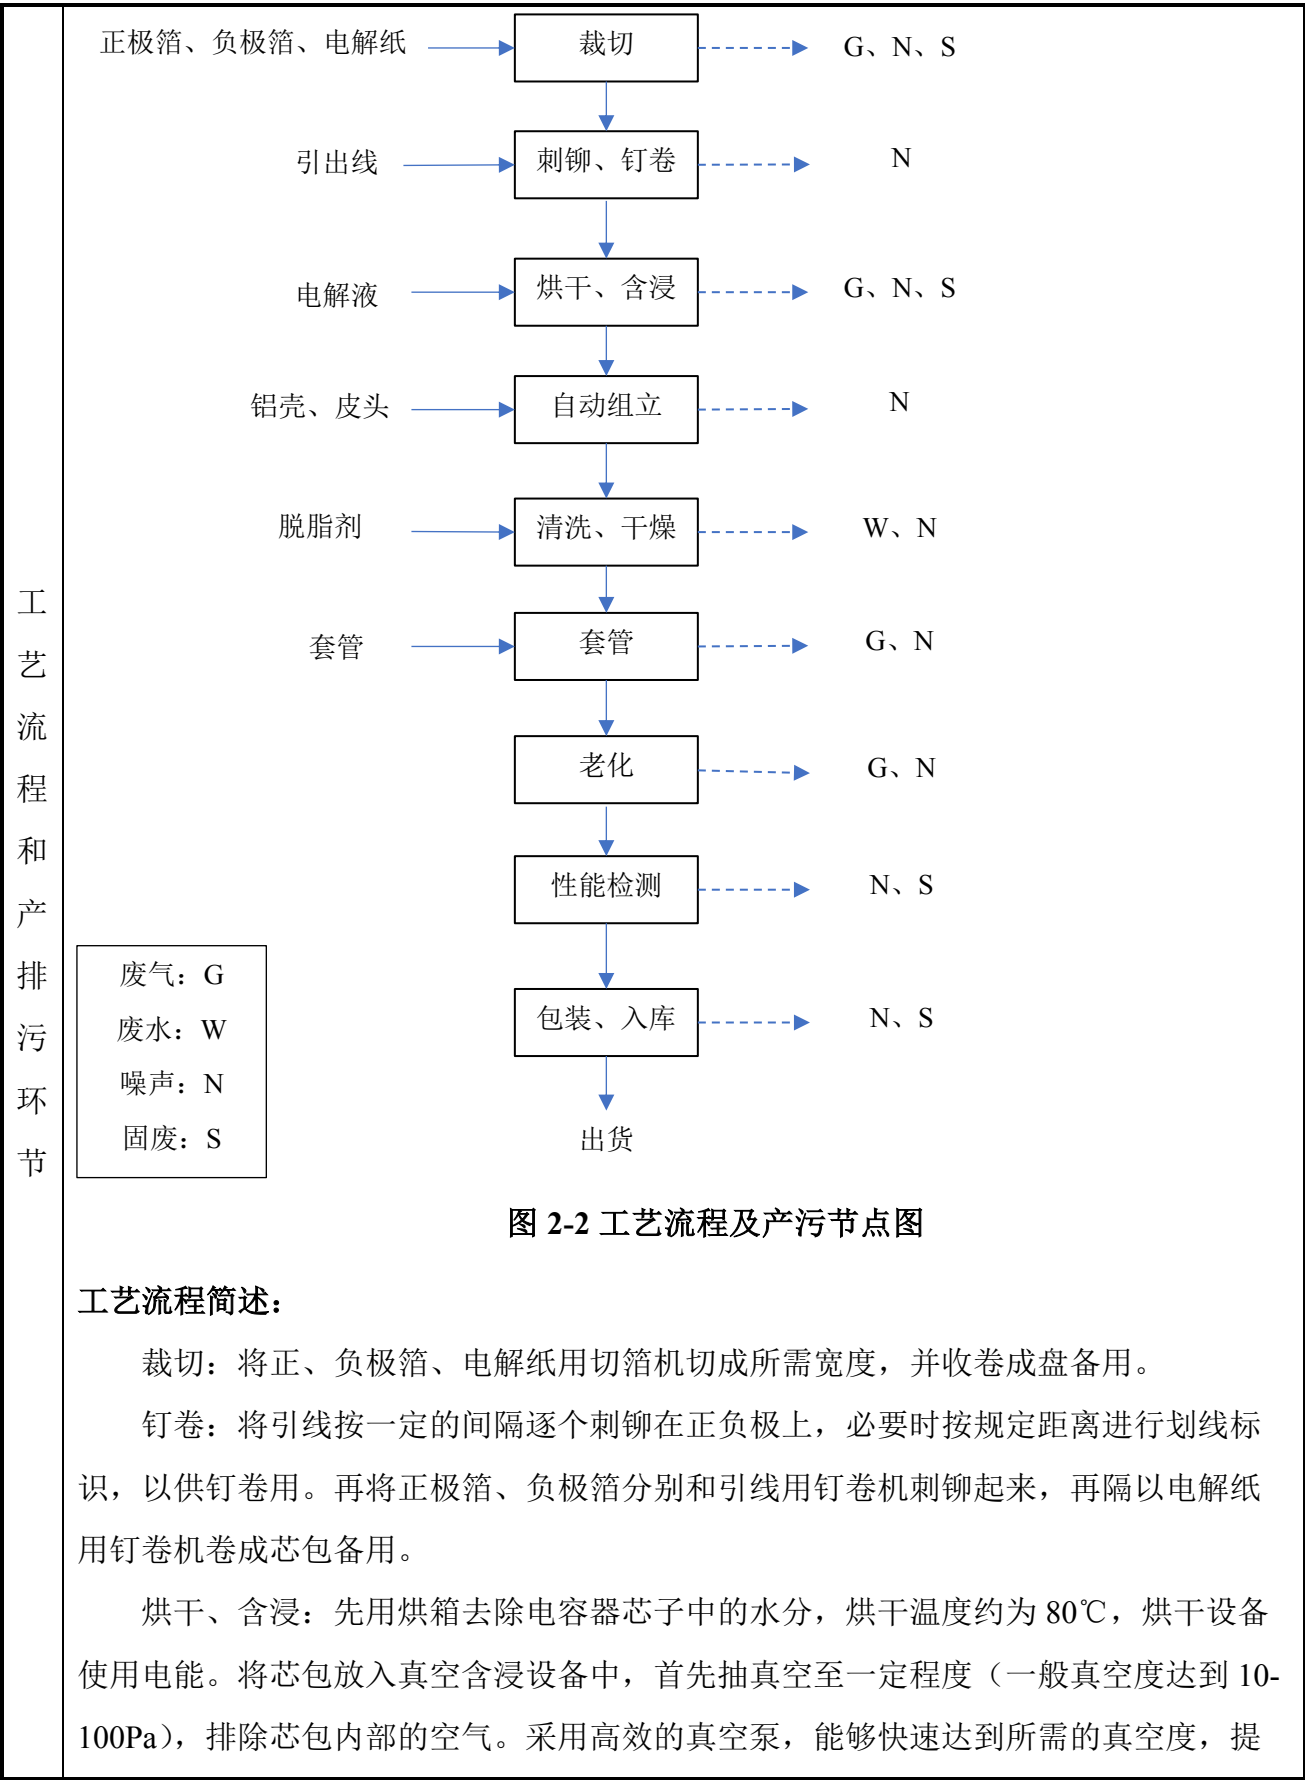 正极箔、负极箔、电解纸 裁切 G、N、S
引出线 刺铆、钉卷 N
电解液 烘干、含浸 G、N、S
铝壳、皮头 自动组立 N
脱脂剂 清洗、干燥 W、N
套管 套管 G、N
老化 G、N
性能检测 N、S
包装、入库 N、S
出货
废气：G
废水：W
噪声：N
固废：S
工艺流程和产排污环节
图 2-2 工艺流程及产污节点图
工艺流程简述：
裁切：将正、负极箔、电解纸用切箔机切成所需宽度，并收卷成盘备用。
钉卷：将引线按一定的间隔逐个刺铆在正负极上，必要时按规定距离进行划线标
识，以供钉卷用。再将正极箔、负极箔分别和引线用钉卷机刺铆起来，再隔以电解纸
用钉卷机卷成芯包备用。
烘干、含浸：先用烘箱去除电容器芯子中的水分，烘干温度约为 80℃，烘干设备
使用电能。将芯包放入真空含浸设备中，首先抽真空至一定程度（一般真空度达到 10-
100Pa），排除芯包内部的空气。采用高效的真空泵，能够快速达到所需的真空度，提